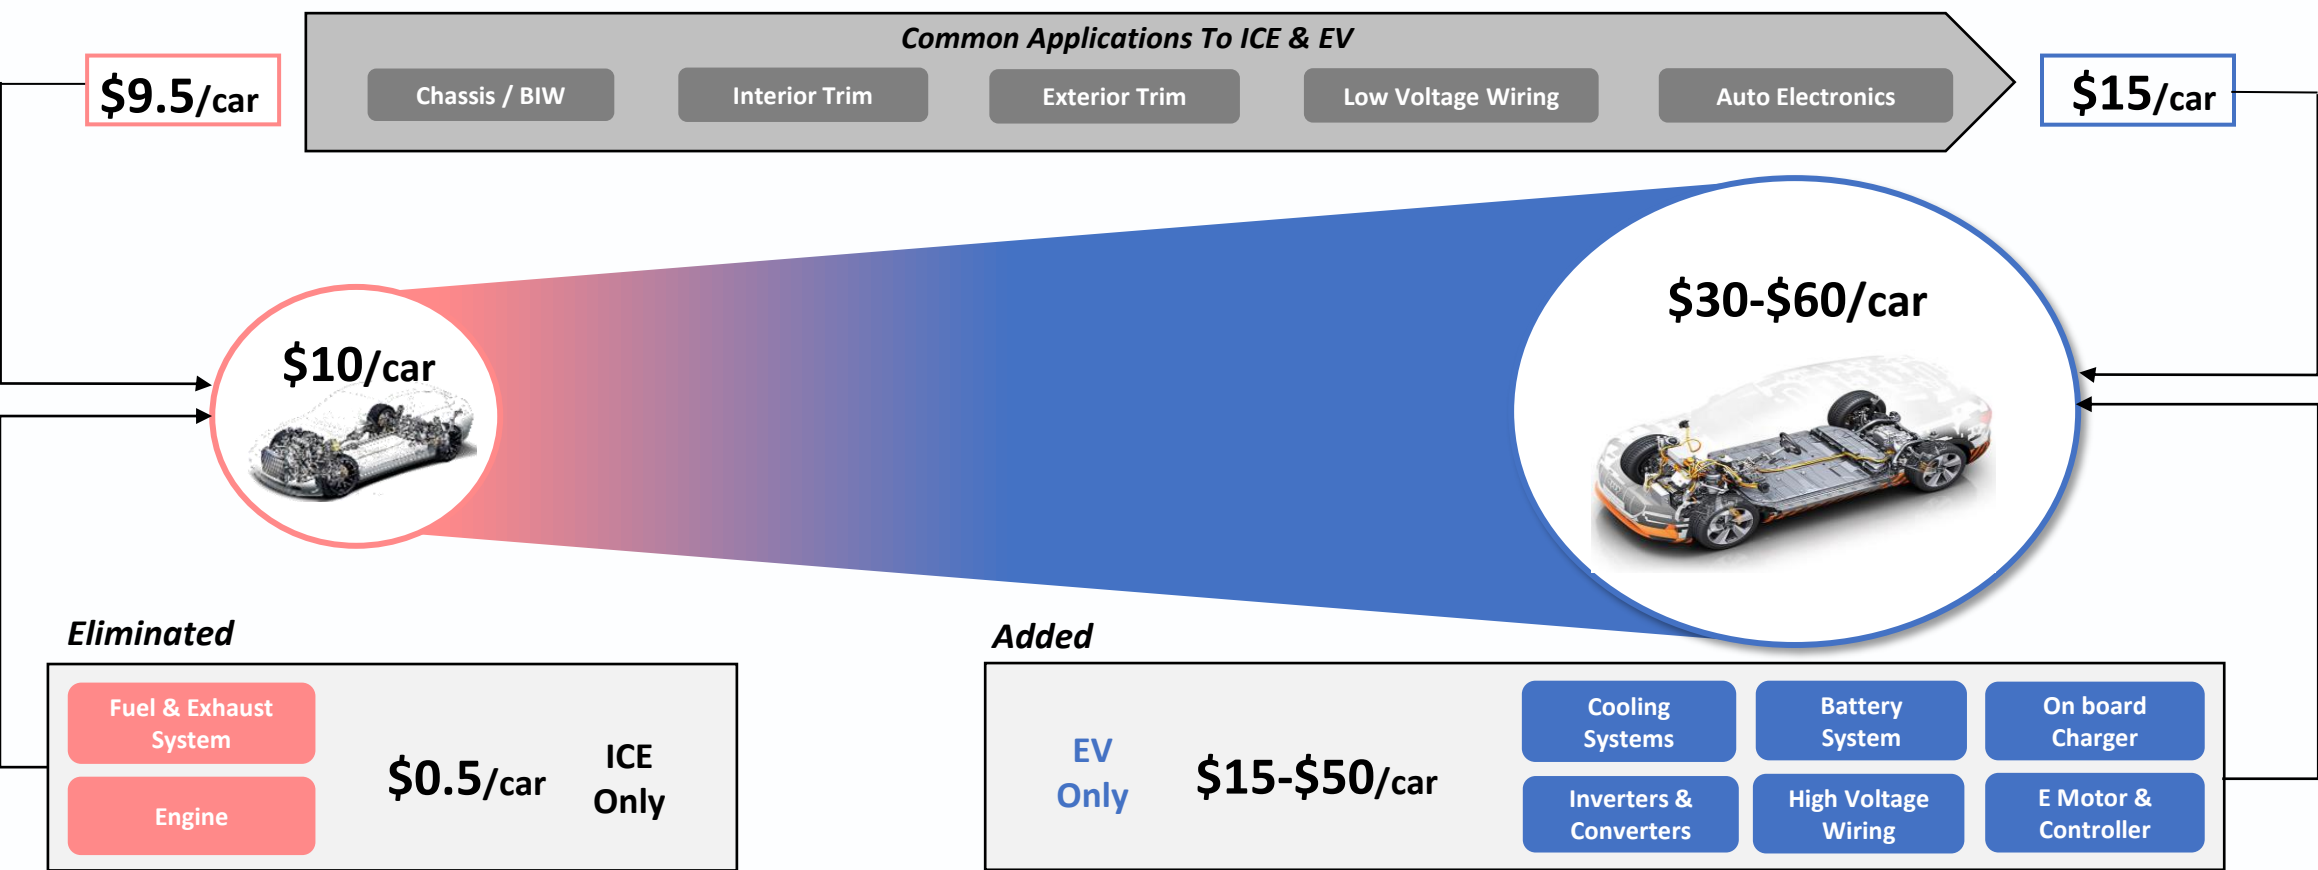 Common Applications To ICE & EV
$9.5/car
Chassis / BIW
Interior Trim
Exterior Trim
Low Voltage Wiring
Auto Electronics
$15/car
$10/car
$30-$60/car
Eliminated
Fuel & Exhaust
System
Engine
$0.5/car
ICE
Only
Added
EV
Only
$15-$50/car
Cooling
Systems
Battery
System
On board
Charger
Inverters &
Converters
High Voltage
Wiring
E Motor &
Controller